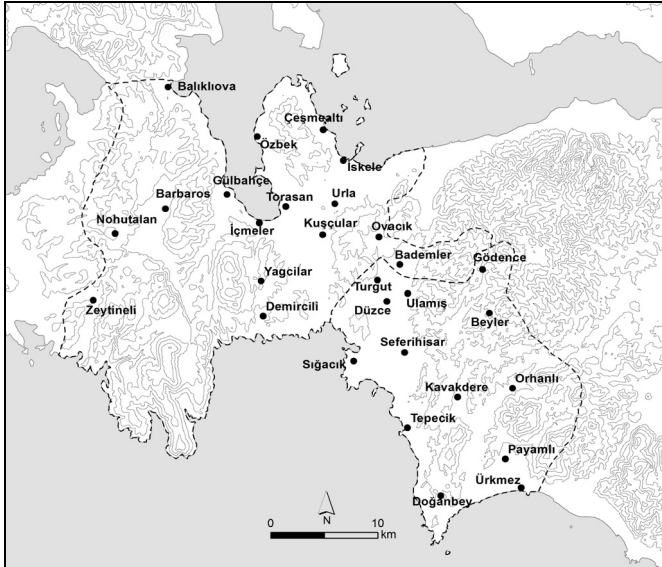 Balıklıova
Çeşmealtı
Özbek
İskele
Gülbahçe
Torasan
Urla
Barbaros
Nohutalan
İçmeler
Kuşçular
Ovacık
Bademler
Gödence
Yagcilar
Turgut
Zeytineli
Demircili
Düzce
Ulamış
Beyler
Seferihisar
Sığacık
Kavakdere
Orhanlı
Tepecik
Payamlı
Ürkmez
Doğanbey
N
0 10
km